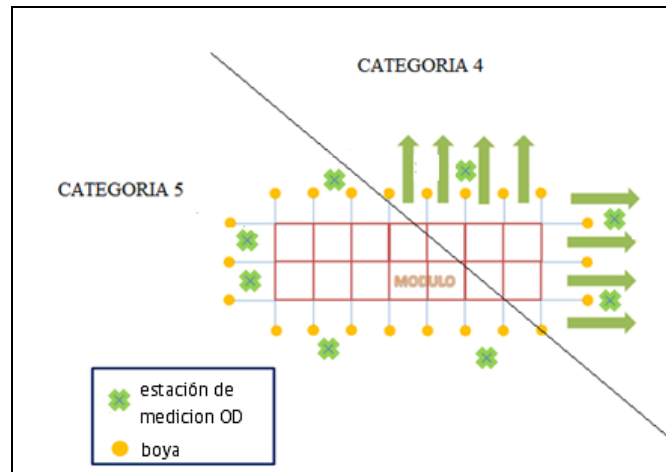 CATEGORIA 4
CATEGORIA 5
MODULO
estación de
medicion OD
boya